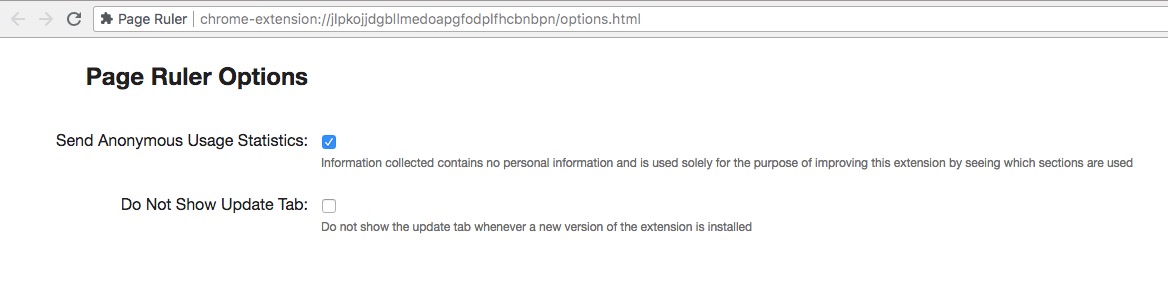 Page Ruler | chrome-extension://jlpkojjdgbllmedoapgfodplfhcbnbpn/options.html
Page Ruler Options
Send Anonymous Usage Statistics:
Information collected contains no personal information and is used solely for the purpose of improving this extension by seeing which sections are used
Do Not Show Update Tab:
Do not show the update tab whenever a new version of the extension is installed